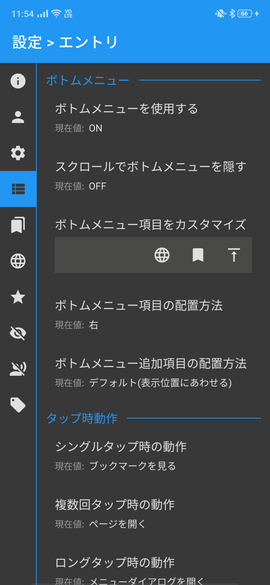 11:54
86
設定 > エントリ
ボトムメニュー
ボトムメニューを使用する
現在値: ON
スクロールでボトムメニューを隠す
現在値: OFF
ボトムメニュー項目をカスタマイズ
ボトムメニュー項目の配置方法
現在値: 右
ボトムメニュー追加項目の配置方法
現在値: デフォルト(表示位置にあわせる)
タップ時動作
シングルタップ時の動作
現在値: ブックマークを見る
複数回タップ時の動作
現在値: ページを開く
ロングタップ時の動作
現在値: メニューダイアログを開く